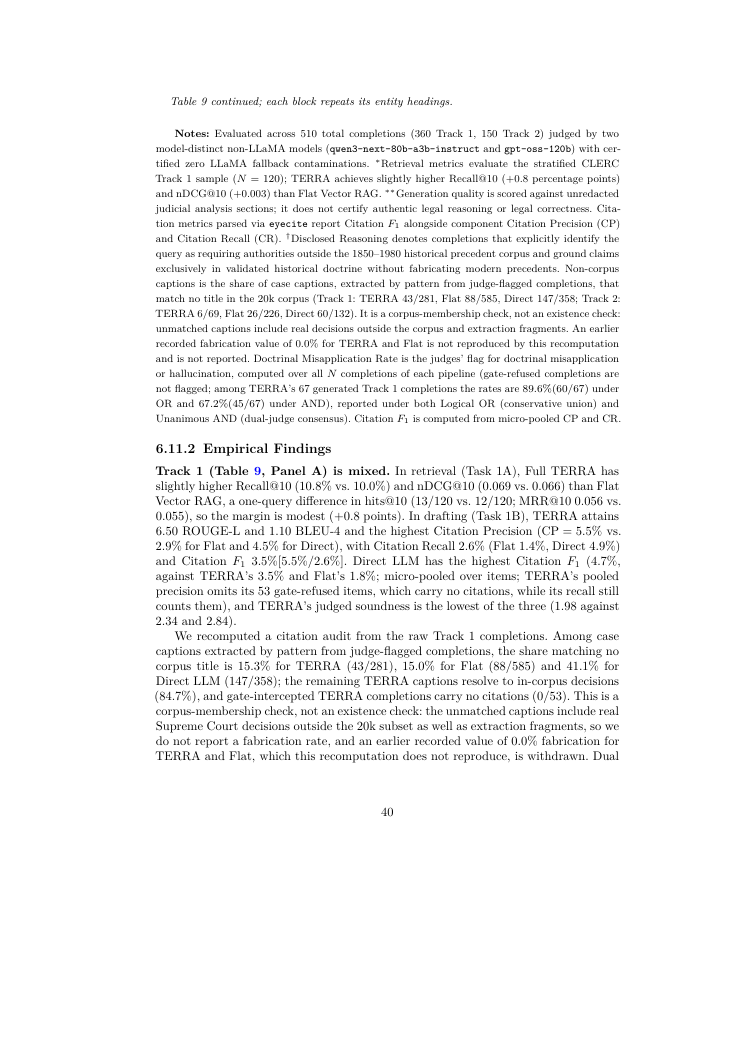 Table 9 continued; each block repeats its entity headings.
Notes: Evaluated across 510 total completions (360 Track 1, 150 Track 2) judged by two
model-distinct non-LLaMA models (qwen3-next-80b-a3b-instruct and gpt-oss-120b) with cer-
tified zero LLaMA fallback contaminations. *Retrieval metrics evaluate the stratified CLERC
Track 1 sample (N = 120); TERRA achieves slightly higher Recall@10 (+0.8 percentage points)
and nDCG@10 (+0.003) than Flat Vector RAG. **Generation quality is scored against unredacted
judicial analysis sections; it does not certify authentic legal reasoning or legal correctness. Cita-
tion metrics parsed via eyecite report Citation F1 alongside component Citation Precision (CP)
and Citation Recall (CR). †Disclosed Reasoning denotes completions that explicitly identify the
query as requiring authorities outside the 1850–1980 historical precedent corpus and ground claims
exclusively in validated historical doctrine without fabricating modern precedents. Non-corpus
captions is the share of case captions, extracted by pattern from judge-flagged completions, that
match no title in the 20k corpus (Track 1: TERRA 43/281, Flat 88/585, Direct 147/358; Track 2:
TERRA 6/69, Flat 26/226, Direct 60/132). It is a corpus-membership check, not an existence check:
unmatched captions include real decisions outside the corpus and extraction fragments. An earlier
recorded fabrication value of 0.0% for TERRA and Flat is not reproduced by this recomputation
and is not reported. Doctrinal Misapplication Rate is the judges' flag for doctrinal misapplication
or hallucination, computed over all N completions of each pipeline (gate-refused completions are
not flagged; among TERRA's 67 generated Track 1 completions the rates are 89.6%(60/67) under
OR and 67.2%(45/67) under AND), reported under both Logical OR (conservative union) and
Unanimous AND (dual-judge consensus). Citation F1 is computed from micro-pooled CP and CR.
6.11.2 Empirical Findings
Track 1 (Table 9, Panel A) is mixed. In retrieval (Task 1A), Full TERRA has
slightly higher Recall@10 (10.8% vs. 10.0%) and nDCG@10 (0.069 vs. 0.066) than Flat
Vector RAG, a one-query difference in hits@10 (13/120 vs. 12/120; MRR@10 0.056 vs.
0.055), so the margin is modest (+0.8 points). In drafting (Task 1B), TERRA attains
6.50 ROUGE-L and 1.10 BLEU-4 and the highest Citation Precision (CP = 5.5% vs.
2.9% for Flat and 4.5% for Direct), with Citation Recall 2.6% (Flat 1.4%, Direct 4.9%)
and Citation F1 3.5%[5.5%/2.6%]. Direct LLM has the highest Citation F1 (4.7%,
against TERRA's 3.5% and Flat's 1.8%; micro-pooled over items; TERRA's pooled
precision omits its 53 gate-refused items, which carry no citations, while its recall still
counts them), and TERRA's judged soundness is the lowest of the three (1.98 against
2.34 and 2.84).
We recomputed a citation audit from the raw Track 1 completions. Among case
captions extracted by pattern from judge-flagged completions, the share matching no
corpus title is 15.3% for TERRA (43/281), 15.0% for Flat (88/585) and 41.1% for
Direct LLM (147/358); the remaining TERRA captions resolve to in-corpus decisions
(84.7%), and gate-intercepted TERRA completions carry no citations (0/53). This is a
corpus-membership check, not an existence check: the unmatched captions include real
Supreme Court decisions outside the 20k subset as well as extraction fragments, so we
do not report a fabrication rate, and an earlier recorded value of 0.0% fabrication for
TERRA and Flat, which this recomputation does not reproduce, is withdrawn. Dual
40